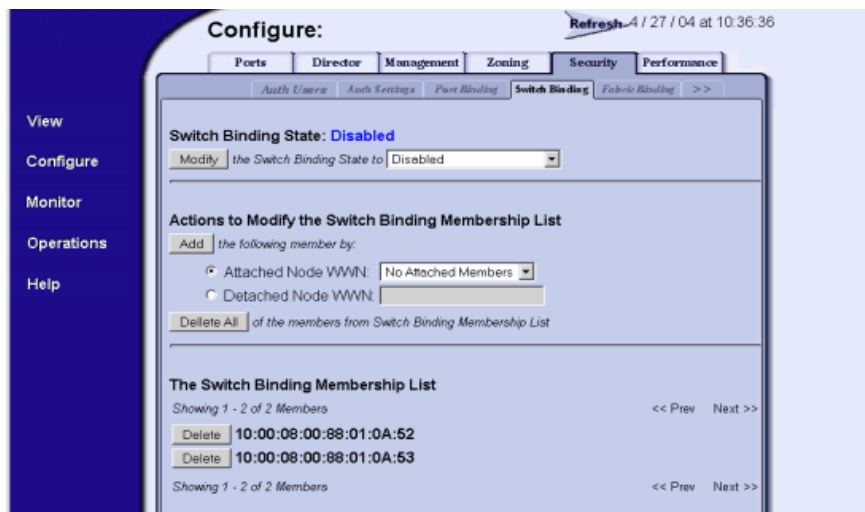 Configure:
Refresh 4 / 27 / 04 at 10:36:36
Ports Director Management Zoning Security Performance
Auth Users Auth Settings Port Binding Switch Binding Fabric Binding >>
View
Configure
Monitor
Operations
Help
Switch Binding State: Disabled
Modify the Switch Binding State to Disabled
Actions to Modify the Switch Binding Membership List
Add the following member by:
Attached Node WWN: No Attached Members
Detached Node WWN:
Dellete All of the members from Switch Binding Membership List
The Switch Binding Membership List
Showing 1 - 2 of 2 Members << Prev Next >>
Delete 10:00:08:00:88:01:0A:52
Delete 10:00:08:00:88:01:0A:53
Showing 1 - 2 of 2 Members << Prev Next >>